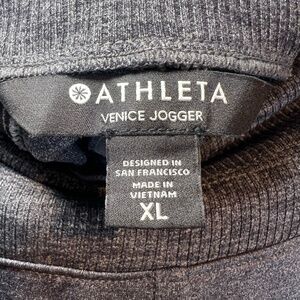 ATHLETA
VENICE JOGGER
DESIGNED IN
SAN FRANCISCO
MADE IN
VIETNAM
XL